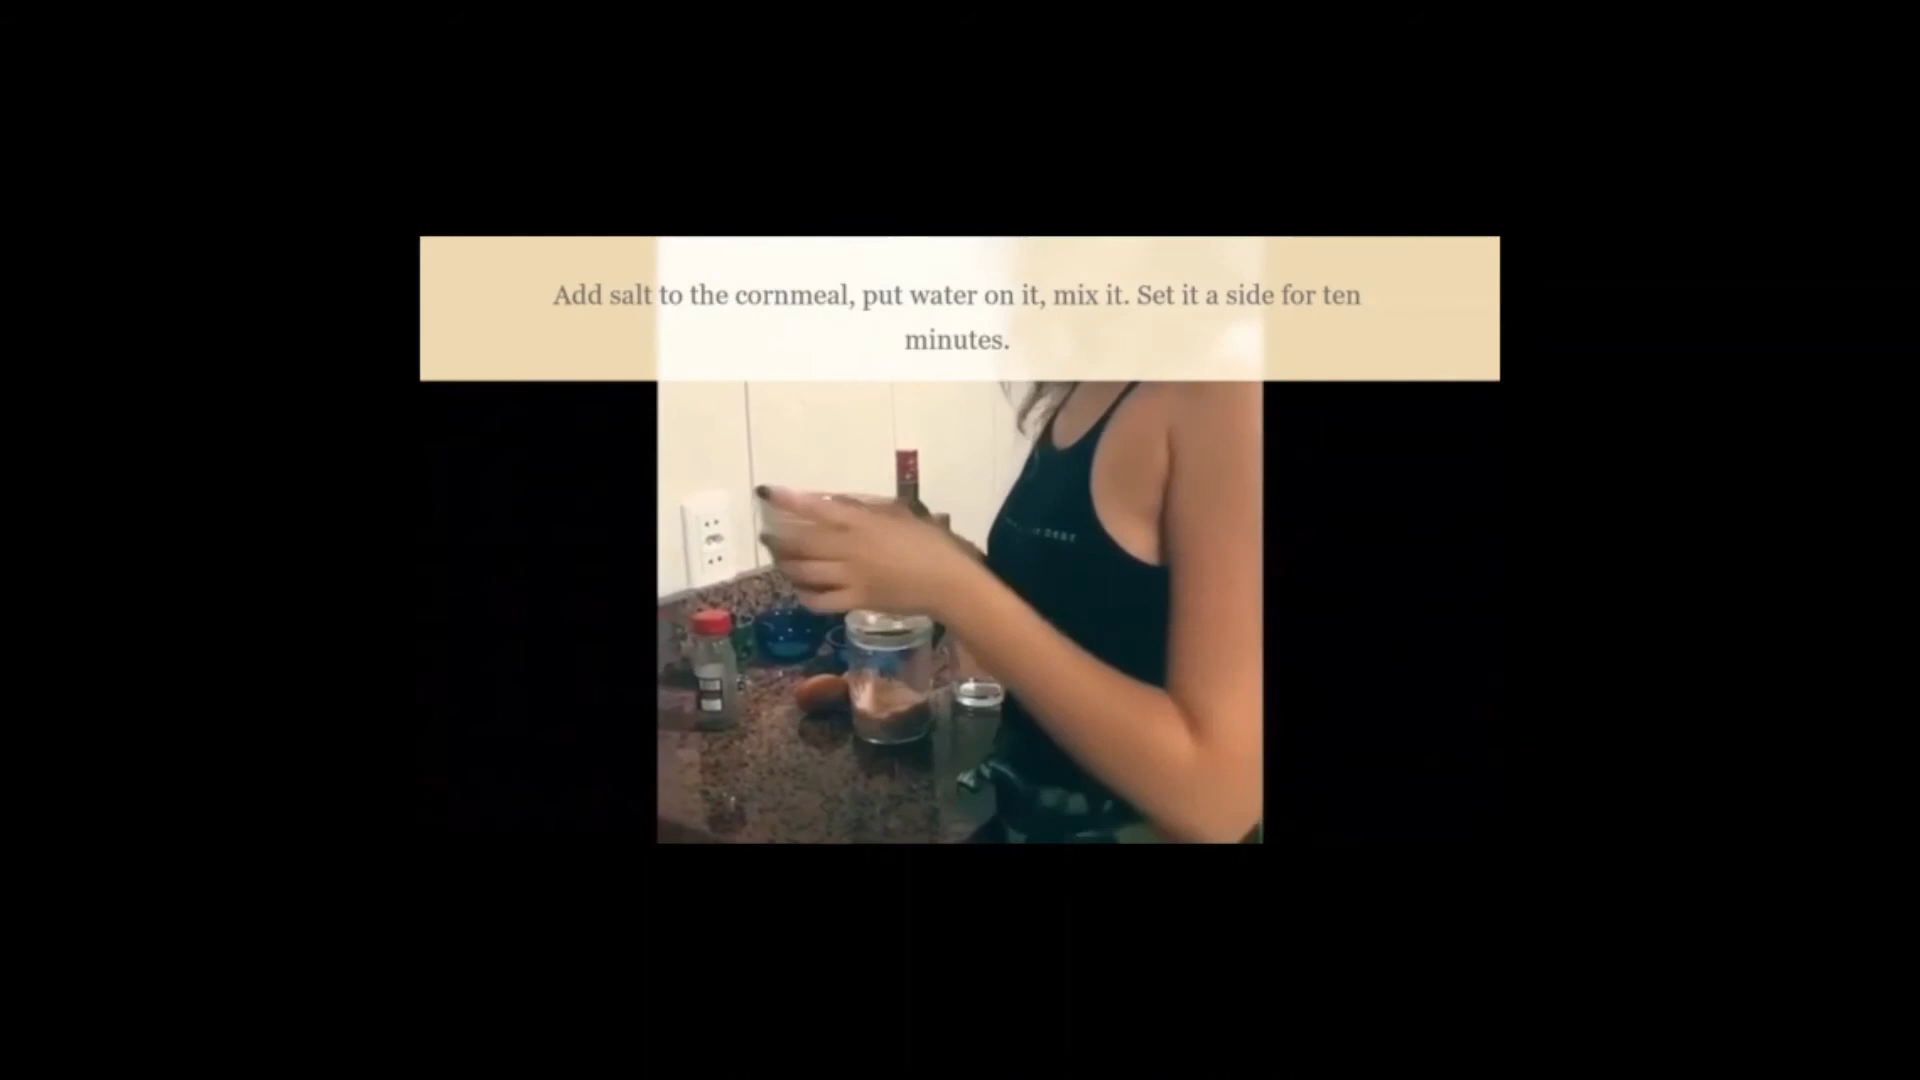 Add salt to the cornmeal, put water on it, mix it. Set it a side for ten
minutes.